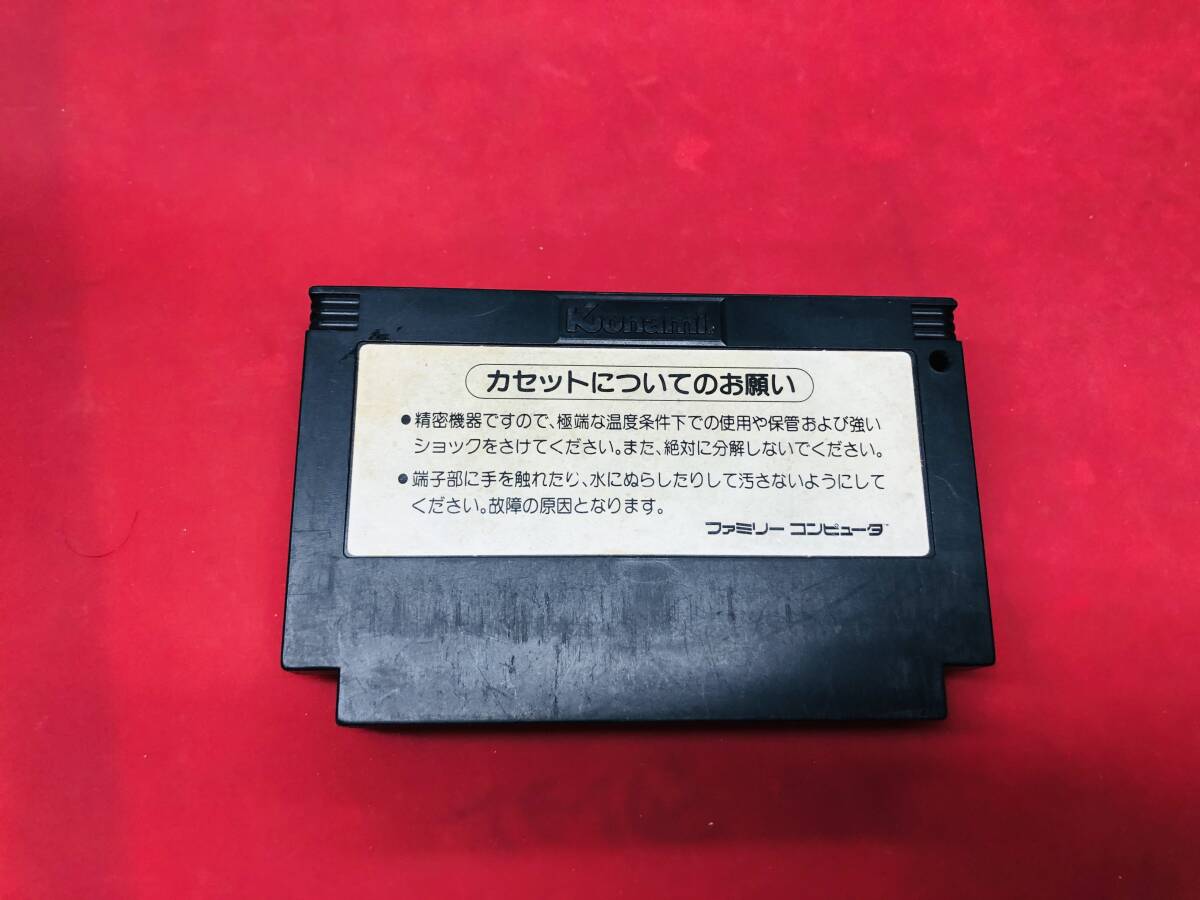 Konami
カセットについてのお願い
●精密機器ですので、極端な温度条件下での使用や保管および強い
ショックをさけてください。また、絶対に分解しないでください。
●端子部に手を触れたり、水にぬらしたりして汚さないようにして
ください。故障の原因となります。
ファミリーコンピュータ™